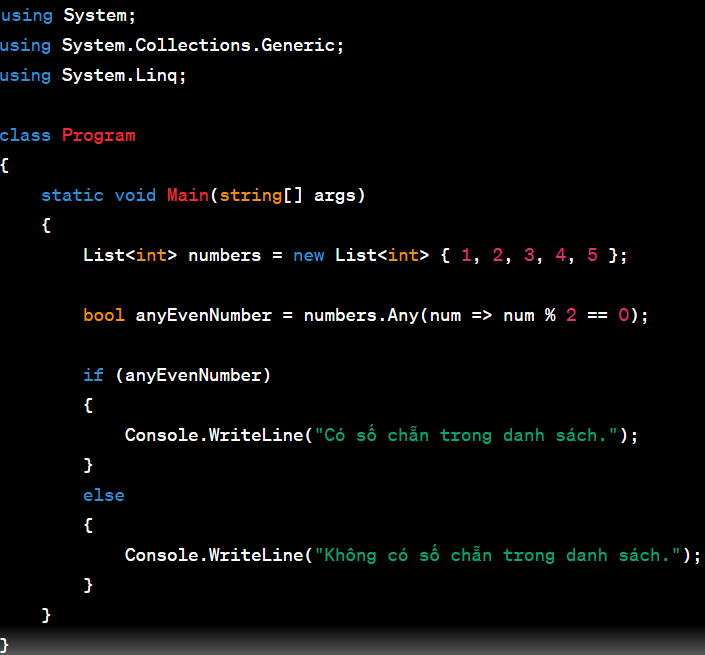 using System;
using System.Collections.Generic;
using System.Linq;
class Program
{
    static void Main(string[] args)
    {
        List<int> numbers = new List<int> { 1, 2, 3, 4, 5 };
        bool anyEvenNumber = numbers.Any(num => num % 2 == 0);
        if (anyEvenNumber)
        {
            Console.WriteLine("Có số chẵn trong danh sách.");
        }
        else
        {
            Console.WriteLine("Không có số chẵn trong danh sách.");
        }
    }
}